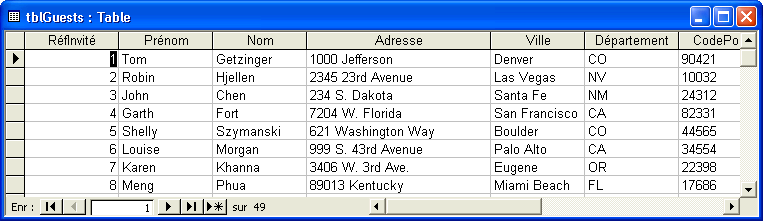 tblGuests : Table
RéfInvité Prénom Nom Adresse Ville Département CodePo
1 Tom Getzinger 1000 Jefferson Denver CO 90421
2 Robin Hjellen 2345 23rd Avenue Las Vegas NV 10032
3 John Chen 234 S. Dakota Santa Fe NM 24312
4 Garth Fort 7204 W. Florida San Francisco CA 82331
5 Shelly Szymanski 621 Washington Way Boulder CO 44565
6 Louise Morgan 999 S. 43rd Avenue Palo Alto CA 34554
7 Karen Khanna 3406 W. 3rd Ave. Eugene OR 22398
8 Meng Phua 89013 Kentucky Miami Beach FL 17686
Enr : 1 sur 49